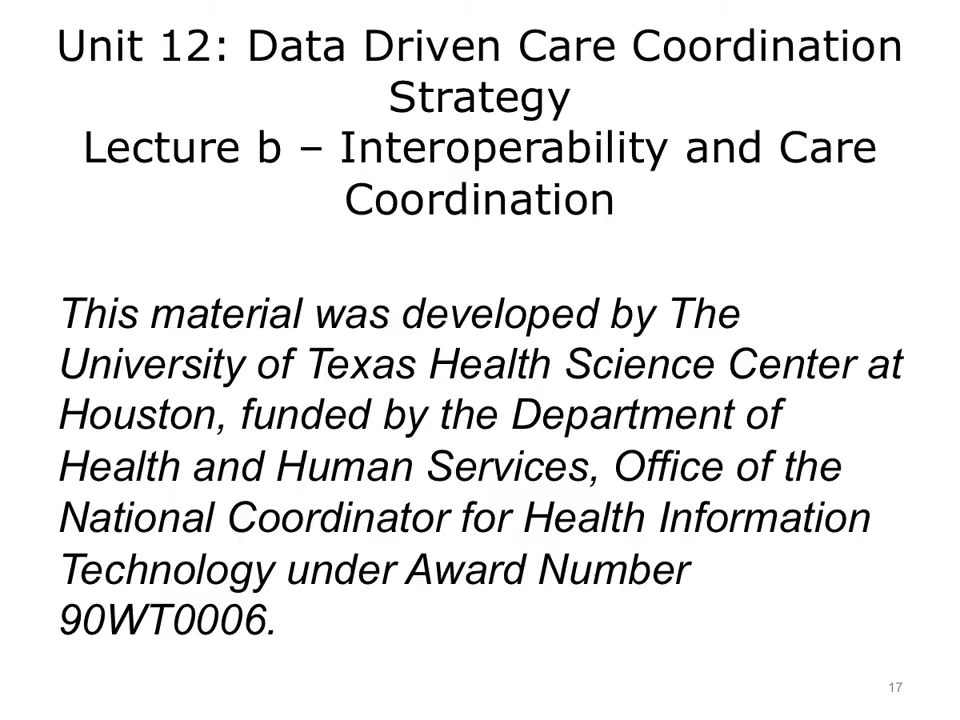 Unit 12: Data Driven Care Coordination
Strategy
Lecture b – Interoperability and Care
Coordination
This material was developed by The
University of Texas Health Science Center at
Houston, funded by the Department of
Health and Human Services, Office of the
National Coordinator for Health Information
Technology under Award Number
90WT0006.
17